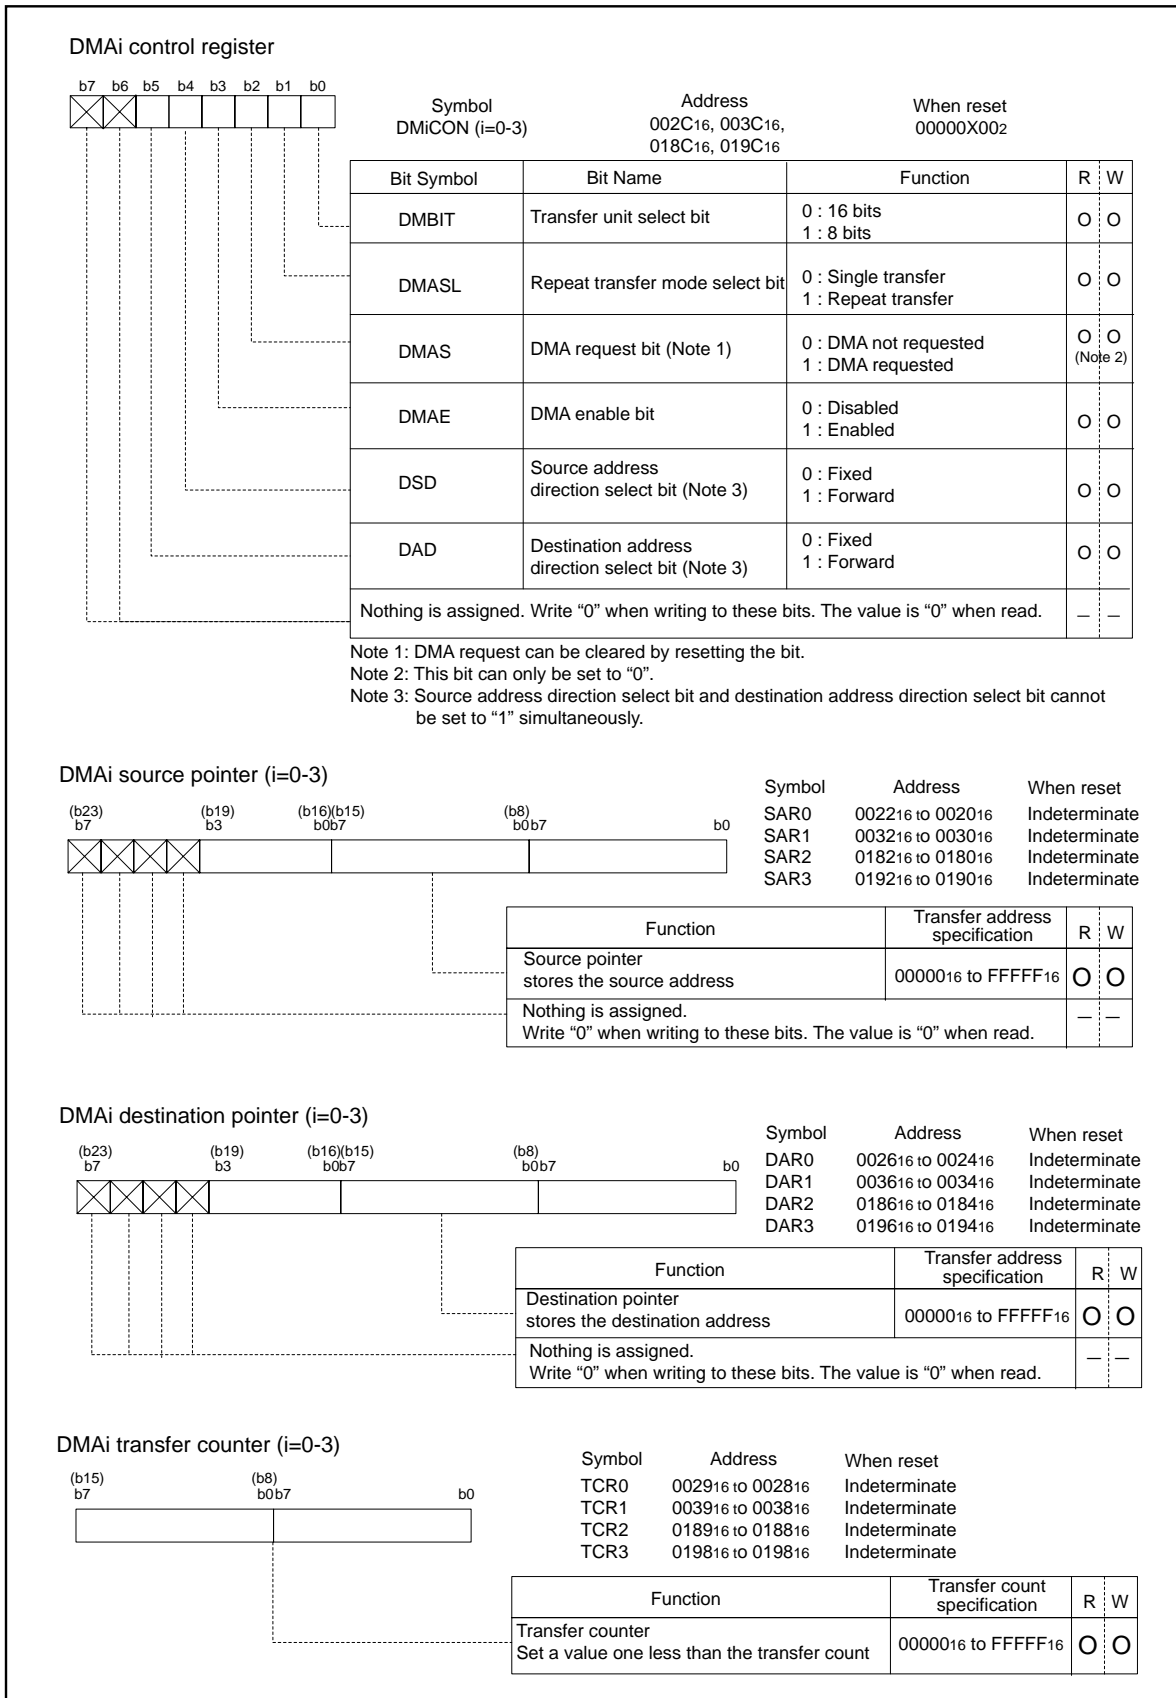 DMAi control register
b7 b6 b5 b4 b3 b2 b1 b0
Symbol Address When reset
DMiCON (i=0-3) 002C16, 003C16, 00000X002
018C16, 019C16
Bit Symbol Bit Name Function R W
DMBIT Transfer unit select bit 0 : 16 bits O O
1 : 8 bits
DMASL Repeat transfer mode select bit 0 : Single transfer O O
1 : Repeat transfer
DMAS DMA request bit (Note 1) 0 : DMA not requested O O
1 : DMA requested (Note 2)
DMAE DMA enable bit 0 : Disabled O O
1 : Enabled
DSD Source address 0 : Fixed O O
direction select bit (Note 3) 1 : Forward
DAD Destination address 0 : Fixed O O
direction select bit (Note 3) 1 : Forward
Nothing is assigned. Write “0” when writing to these bits. The value is “0” when read. – –
Note 1: DMA request can be cleared by resetting the bit.
Note 2: This bit can only be set to “0”.
Note 3: Source address direction select bit and destination address direction select bit cannot
be set to “1” simultaneously.
DMAi source pointer (i=0-3)
(b23) (b19) (b16)(b15) (b8)
b7 b3 b0b7 b0b7 b0
Symbol Address When reset
SAR0 002216 to 002016 Indeterminate
SAR1 003216 to 003016 Indeterminate
SAR2 018216 to 018016 Indeterminate
SAR3 019216 to 019016 Indeterminate
Function Transfer address specification R W
Source pointer
stores the source address 0000016 to FFFFF16 O O
Nothing is assigned. – –
Write “0” when writing to these bits. The value is “0” when read.
DMAi destination pointer (i=0-3)
(b23) (b19) (b16)(b15) (b8)
b7 b3 b0b7 b0b7 b0
Symbol Address When reset
DAR0 002616 to 002416 Indeterminate
DAR1 003616 to 003416 Indeterminate
DAR2 018616 to 018416 Indeterminate
DAR3 019616 to 019416 Indeterminate
Function Transfer address specification R W
Destination pointer
stores the destination address 0000016 to FFFFF16 O O
Nothing is assigned. – –
Write “0” when writing to these bits. The value is “0” when read.
DMAi transfer counter (i=0-3)
(b15) (b8)
b7 b0b7 b0
Symbol Address When reset
TCR0 002916 to 002816 Indeterminate
TCR1 003916 to 003816 Indeterminate
TCR2 018916 to 018816 Indeterminate
TCR3 019816 to 019816 Indeterminate
Function Transfer count specification R W
Transfer counter
Set a value one less than the transfer count 0000016 to FFFFF16 O O